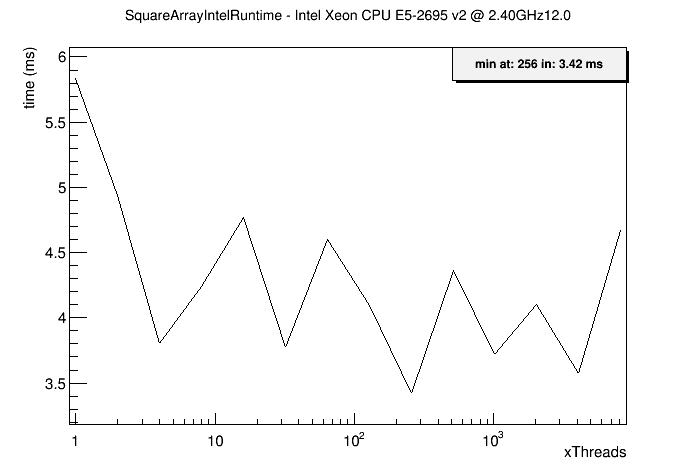 SquareArrayIntelRuntime - Intel Xeon CPU E5-2695 v2 @ 2.40GHz12.0
time (ms)
min at: 256 in: 3.42 ms
6
5.5
5
4.5
4
3.5
1 10 10² 10³
xThreads